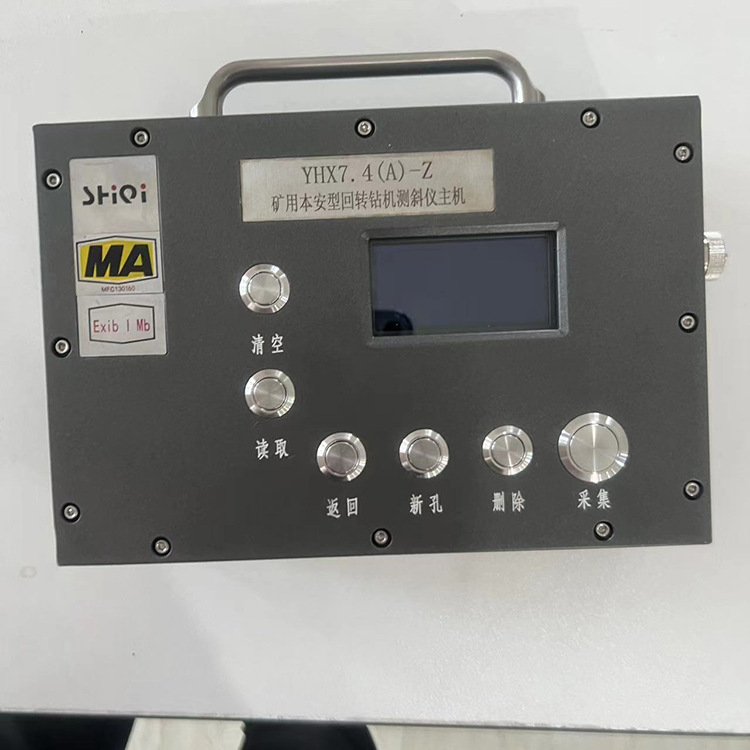 YHX7.4(A)-Z
矿用本安型回转钻机测斜仪主机
SHiQi
MA
MFC130160
Exib I Mb
清空
读取
返回
新孔
删除
采集